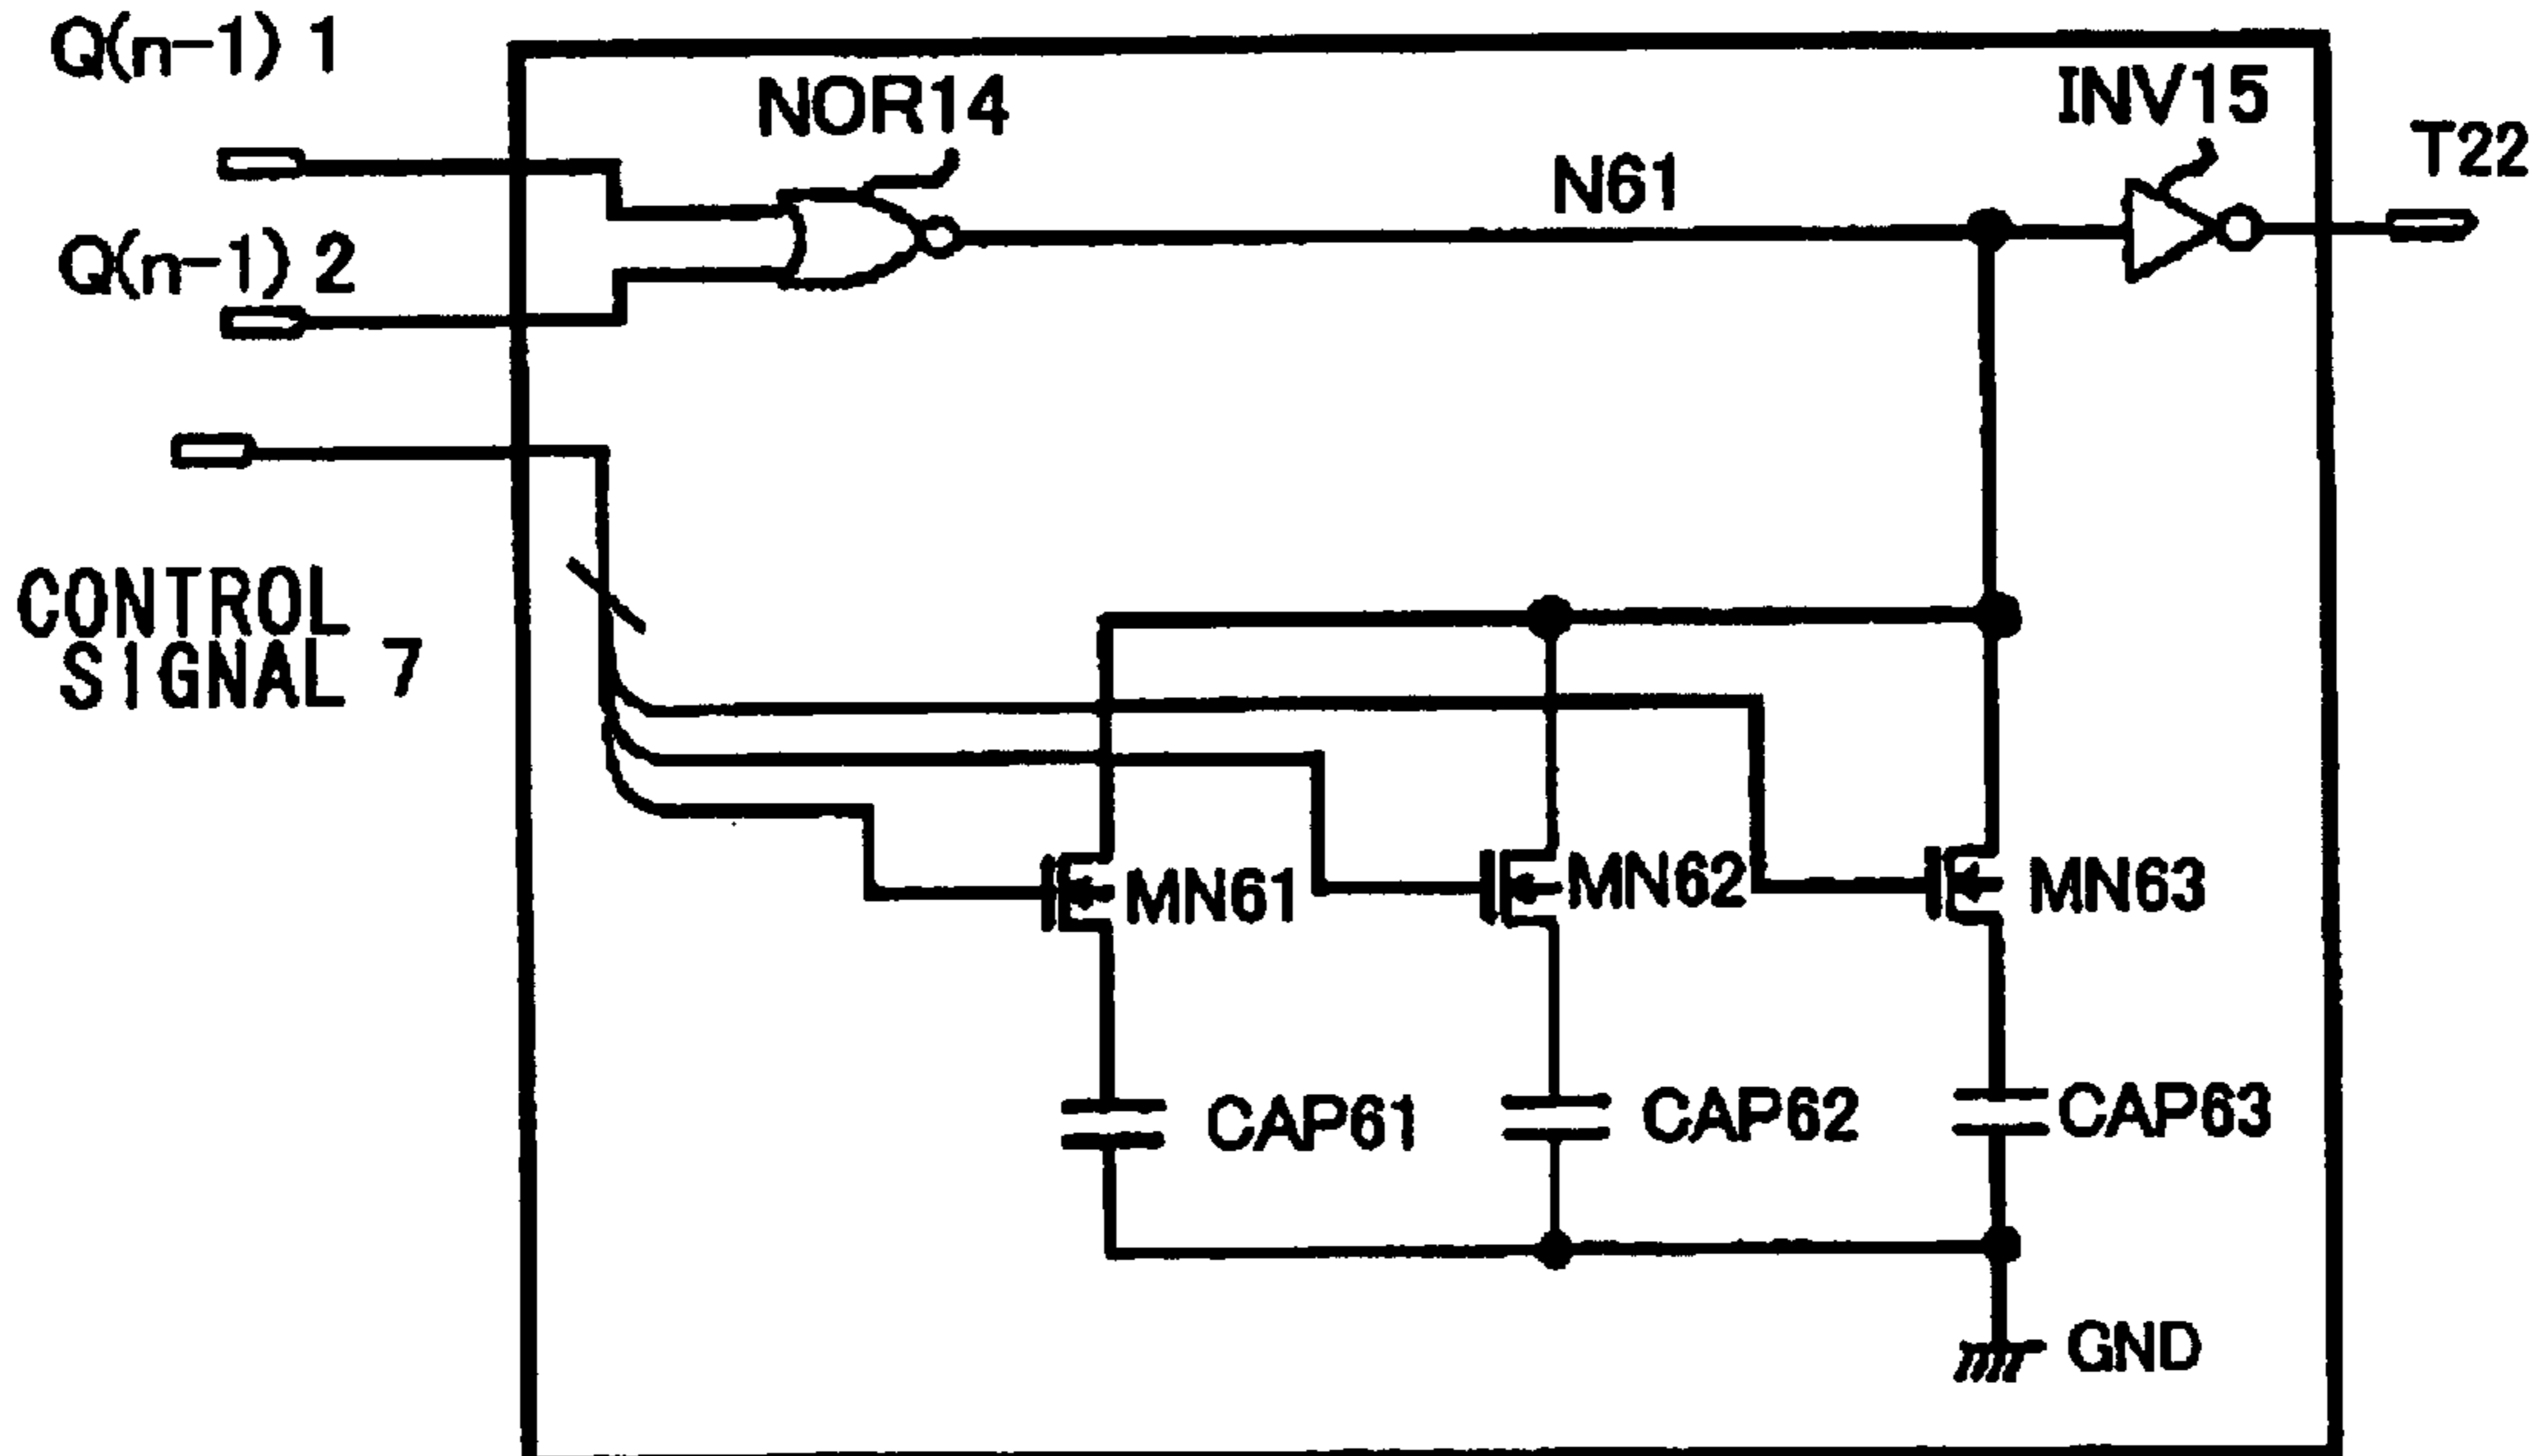 Q(n-1) 1
NOR14
INV15
T22
N61
Q(n-1) 2
CONTROL
SIGNAL 7
MN61
MN62
MN63
CAP61
CAP62
CAP63
GND